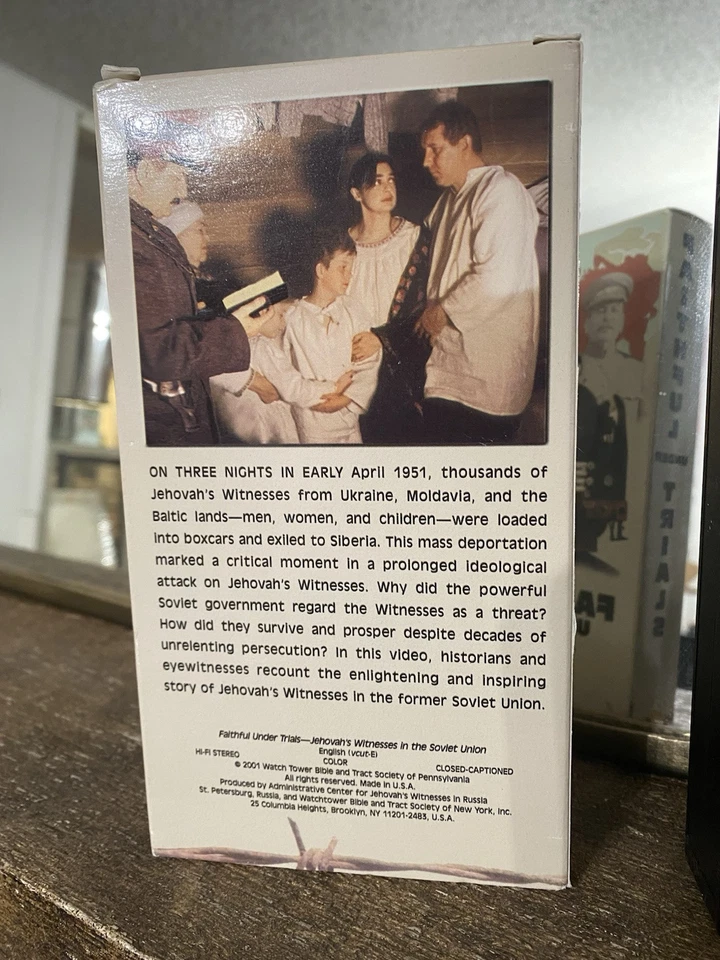 ON THREE NIGHTS IN EARLY April 1951, thousands of
Jehovah's Witnesses from Ukraine, Moldavia, and the
Baltic lands—men, women, and children—were loaded
into boxcars and exiled to Siberia. This mass deportation
marked a critical moment in a prolonged ideological
attack on Jehovah's Witnesses. Why did the powerful
Soviet government regard the Witnesses as a threat?
How did they survive and prosper despite decades of
unrelenting persecution? In this video, historians and
eyewitnesses recount the enlightening and inspiring
story of Jehovah's Witnesses in the former Soviet Union.
Faithful Under Trials—Jehovah's Witnesses in the Soviet Union
English (vcut-E)
HI-FI STEREO COLOR CLOSED-CAPTIONED
© 2001 Watch Tower Bible and Tract Society of Pennsylvania
All rights reserved. Made in U.S.A.
Produced by Administrative Center for Jehovah's Witnesses in Russia
St. Petersburg, Russia, and Watchtower Bible and Tract Society of New York, Inc.
25 Columbia Heights, Brooklyn, NY 11201-2483, U.S.A.
FAITHFUL UNDER TRIALS
FA
U